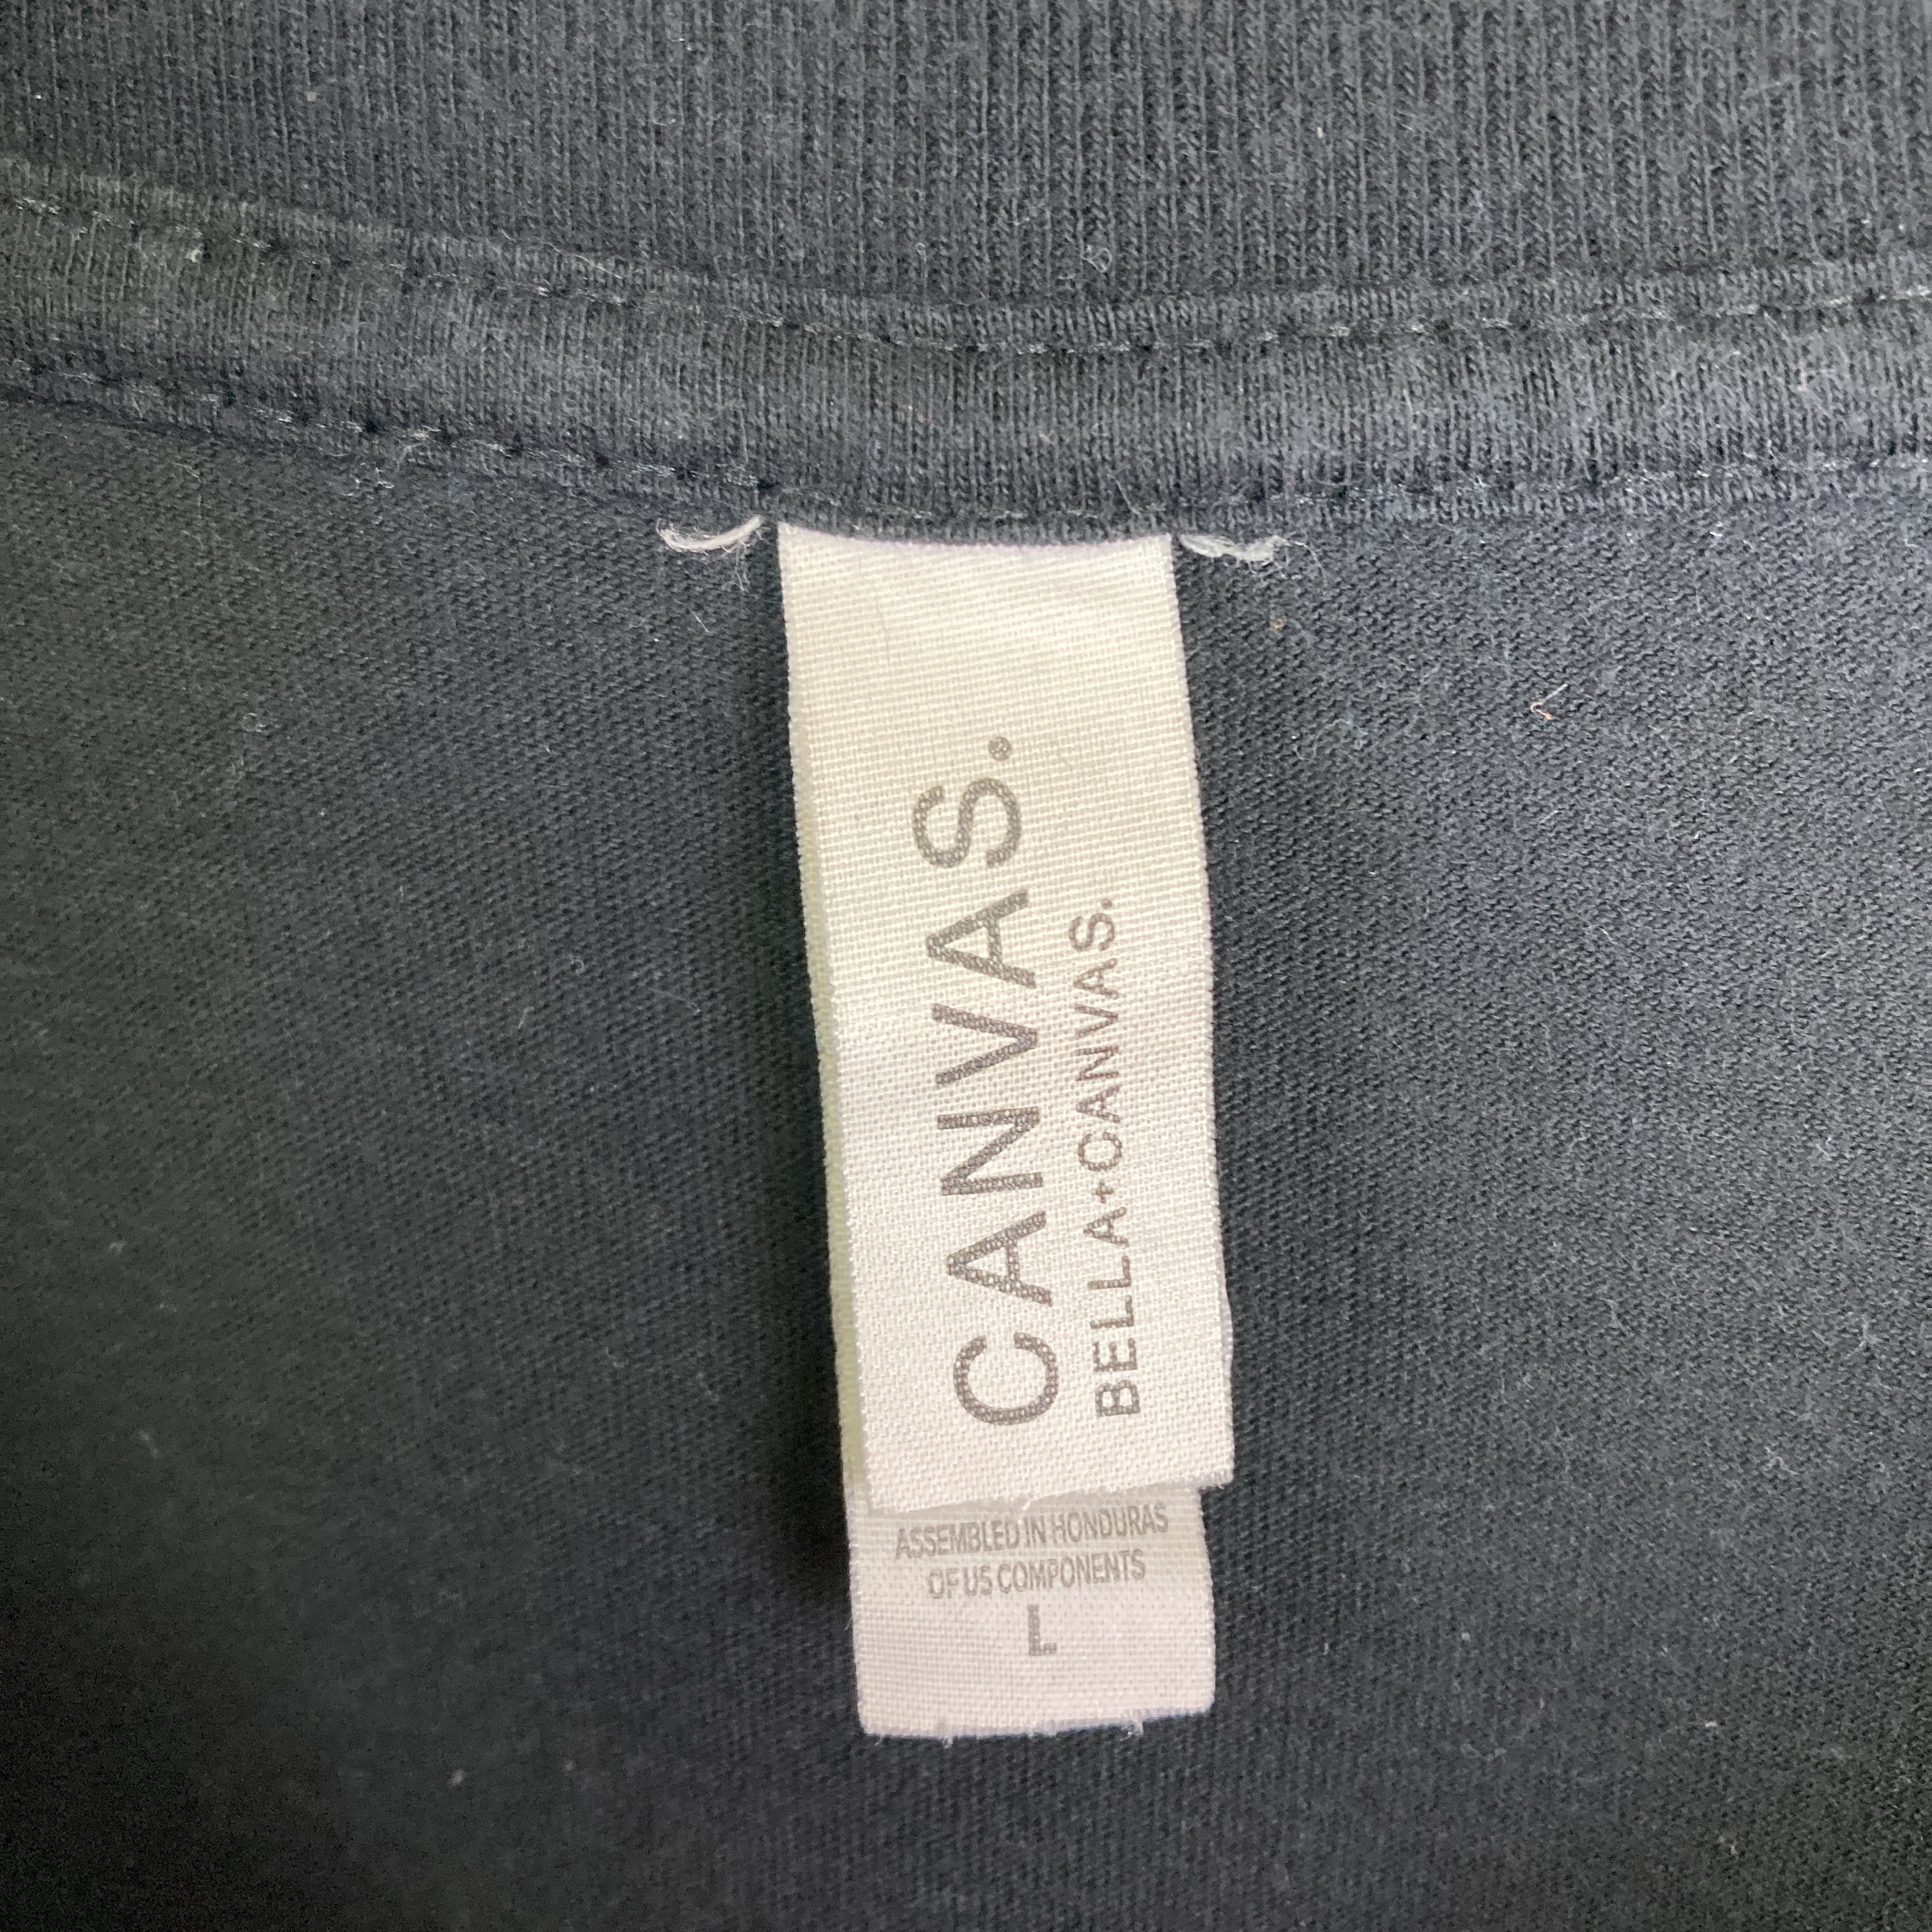 CANVAS.®
BELLA+CANVAS.
ASSEMBLED IN HONDURAS
OF US COMPONENTS
L